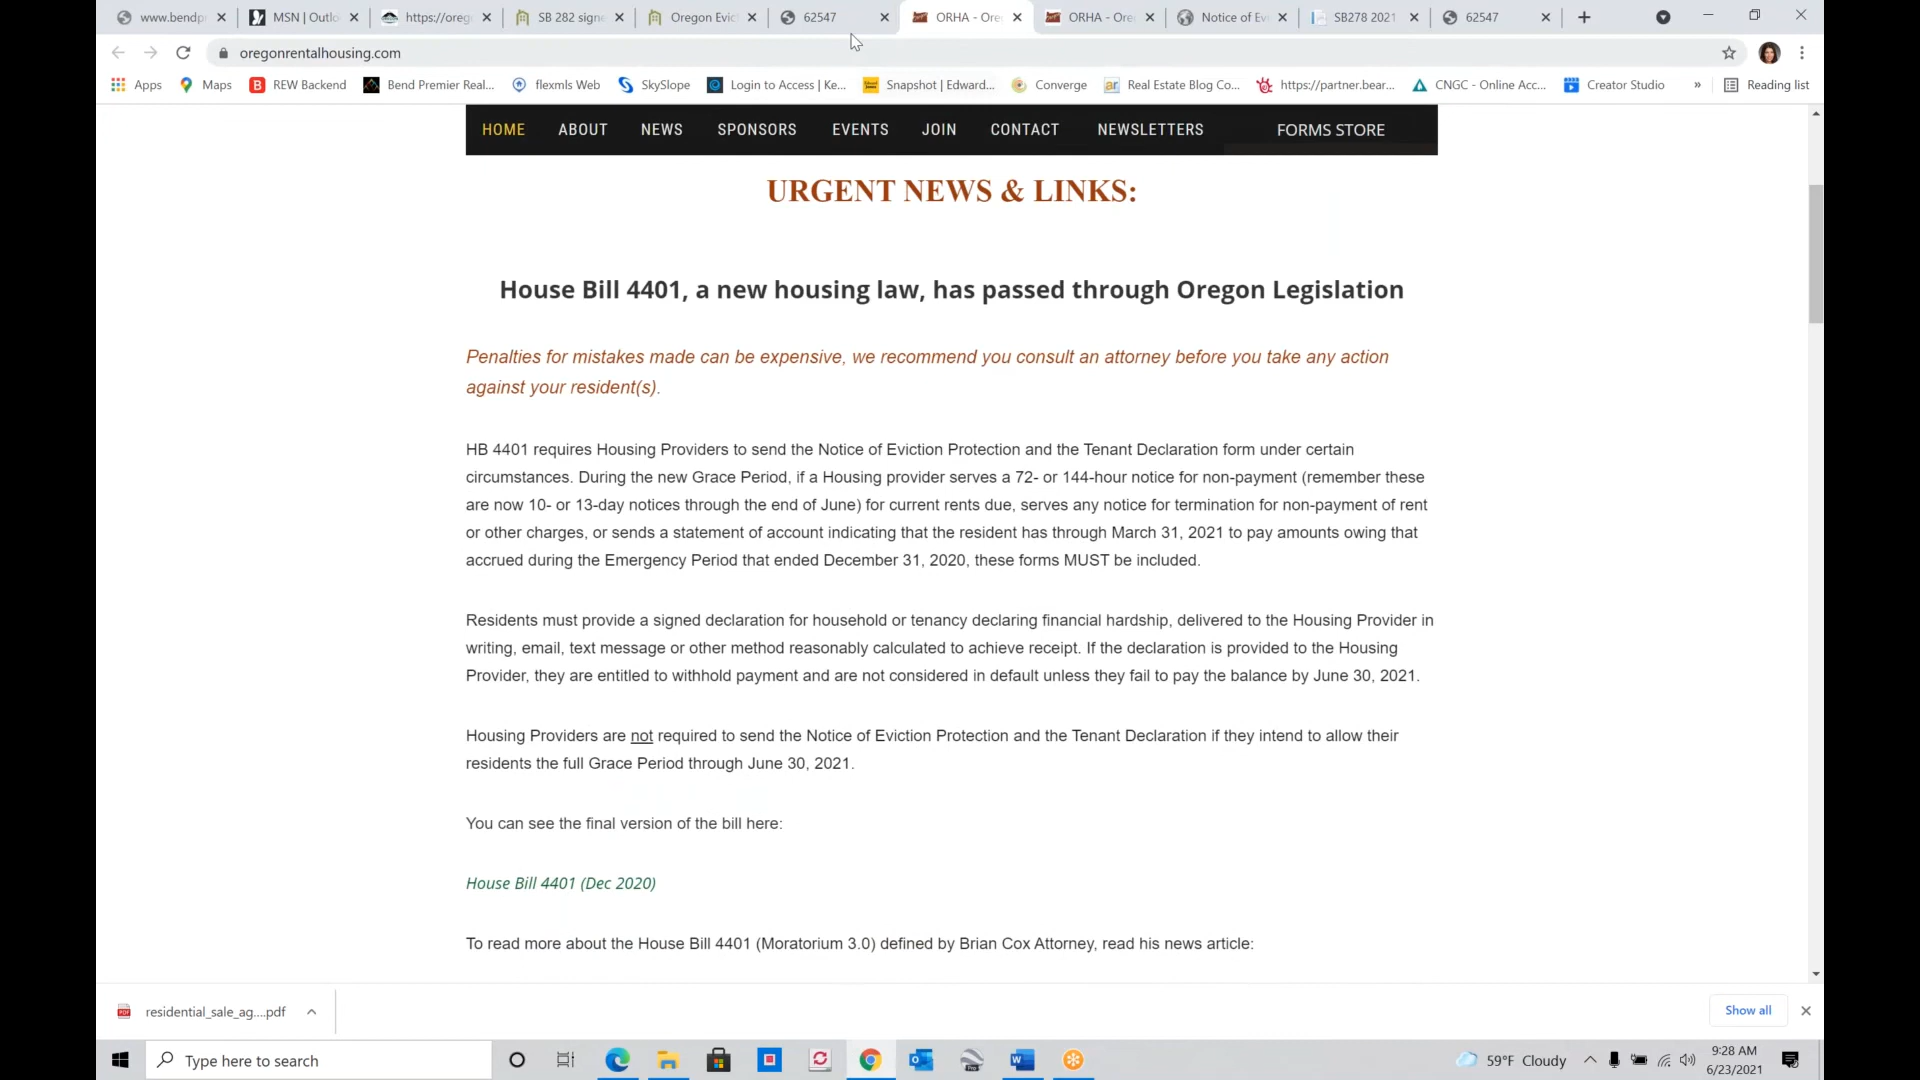 www.bendp
MSN | Outlo
https://oreg
SB 282 sign
Oregon Evic
62547
ORHA - Ore
ORHA - Ore
Notice of Ev
SB278 2021
62547
oregonrentalhousing.com
Apps
Maps
REW Backend
Bend Premier Real...
flexmls Web
SkySlope
Login to Access | Ke...
Snapshot | Edward...
Converge
Real Estate Blog Co...
https://partner.bear...
CNGC - Online Acc...
Creator Studio
»
Reading list
HOME ABOUT NEWS SPONSORS EVENTS JOIN CONTACT NEWSLETTERS FORMS STORE
URGENT NEWS & LINKS:
House Bill 4401, a new housing law, has passed through Oregon Legislation
Penalties for mistakes made can be expensive, we recommend you consult an attorney before you take any action
against your resident(s).
HB 4401 requires Housing Providers to send the Notice of Eviction Protection and the Tenant Declaration form under certain
circumstances. During the new Grace Period, if a Housing provider serves a 72- or 144-hour notice for non-payment (remember these
are now 10- or 13-day notices through the end of June) for current rents due, serves any notice for termination for non-payment of rent
or other charges, or sends a statement of account indicating that the resident has through March 31, 2021 to pay amounts owing that
accrued during the Emergency Period that ended December 31, 2020, these forms MUST be included.
Residents must provide a signed declaration for household or tenancy declaring financial hardship, delivered to the Housing Provider in
writing, email, text message or other method reasonably calculated to achieve receipt. If the declaration is provided to the Housing
Provider, they are entitled to withhold payment and are not considered in default unless they fail to pay the balance by June 30, 2021.
Housing Providers are not required to send the Notice of Eviction Protection and the Tenant Declaration if they intend to allow their
residents the full Grace Period through June 30, 2021.
You can see the final version of the bill here:
House Bill 4401 (Dec 2020)
To read more about the House Bill 4401 (Moratorium 3.0) defined by Brian Cox Attorney, read his news article:
residential_sale_ag....pdf
Show all
Type here to search
59°F Cloudy
9:28 AM
6/23/2021